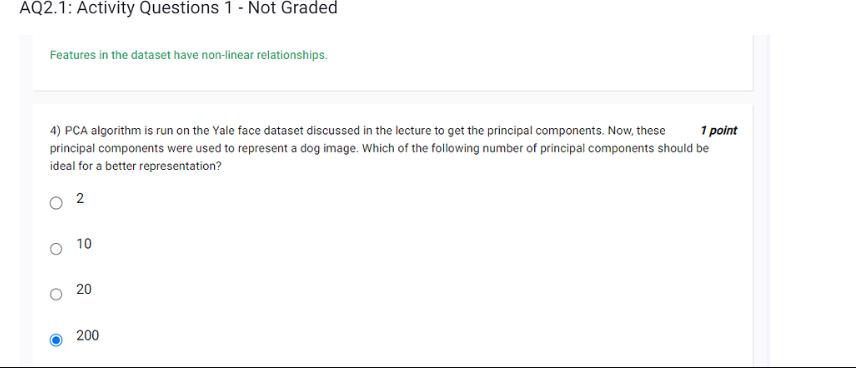 AQ2.1: Activity Questions 1 - Not Graded
Features in the dataset have non-linear relationships.
4) PCA algorithm is run on the Yale face dataset discussed in the lecture to get the principal components. Now, these 1 point
principal components were used to represent a dog image. Which of the following number of principal components should be
ideal for a better representation?
2
10
20
200